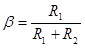 β = R₁ / (R₁ + R₂)